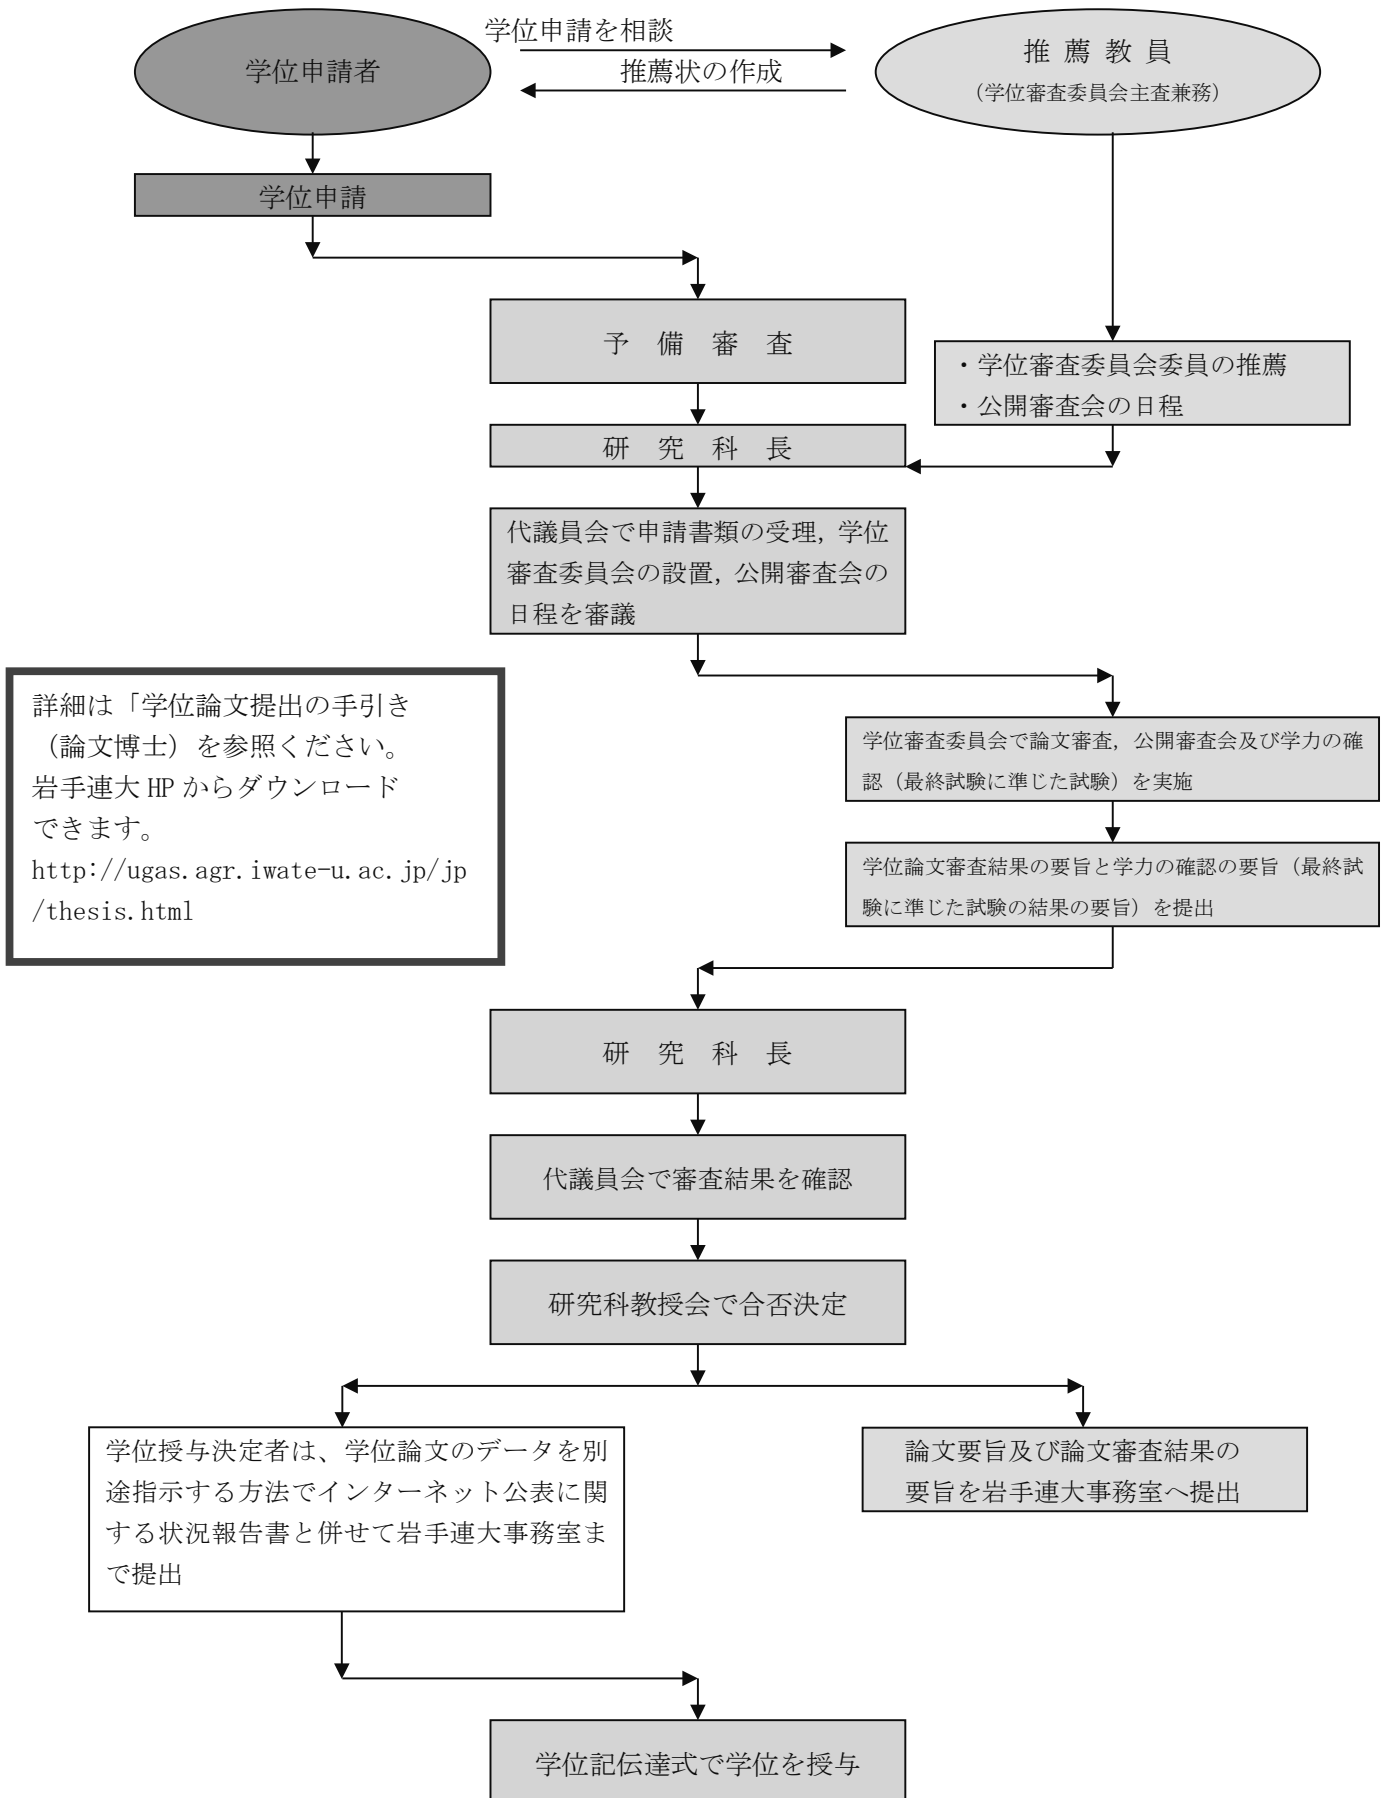 学位申請を相談
推薦状の作成
学位申請者
推 薦 教 員
（学位審査委員会主査兼務）
学位申請
予 備 審 査
・学位審査委員会委員の推薦
・公開審査会の日程
研 究 科 長
代議員会で申請書類の受理，学位
審査委員会の設置，公開審査会の
日程を審議
詳細は「学位論文提出の手引き
（論文博士）を参照ください。
岩手連大 HP からダウンロード
できます。
http://ugas.agr.iwate-u.ac.jp/jp
/thesis.html
学位審査委員会で論文審査，公開審査会及び学力の確
認（最終試験に準じた試験）を実施
学位論文審査結果の要旨と学力の確認の要旨（最終試
験に準じた試験の結果の要旨）を提出
研 究 科 長
代議員会で審査結果を確認
研究科教授会で合否決定
学位授与決定者は、学位論文のデータを別
途指示する方法でインターネット公表に関
する状況報告書と併せて岩手連大事務室ま
で提出
論文要旨及び論文審査結果の
要旨を岩手連大事務室へ提出
学位記伝達式で学位を授与